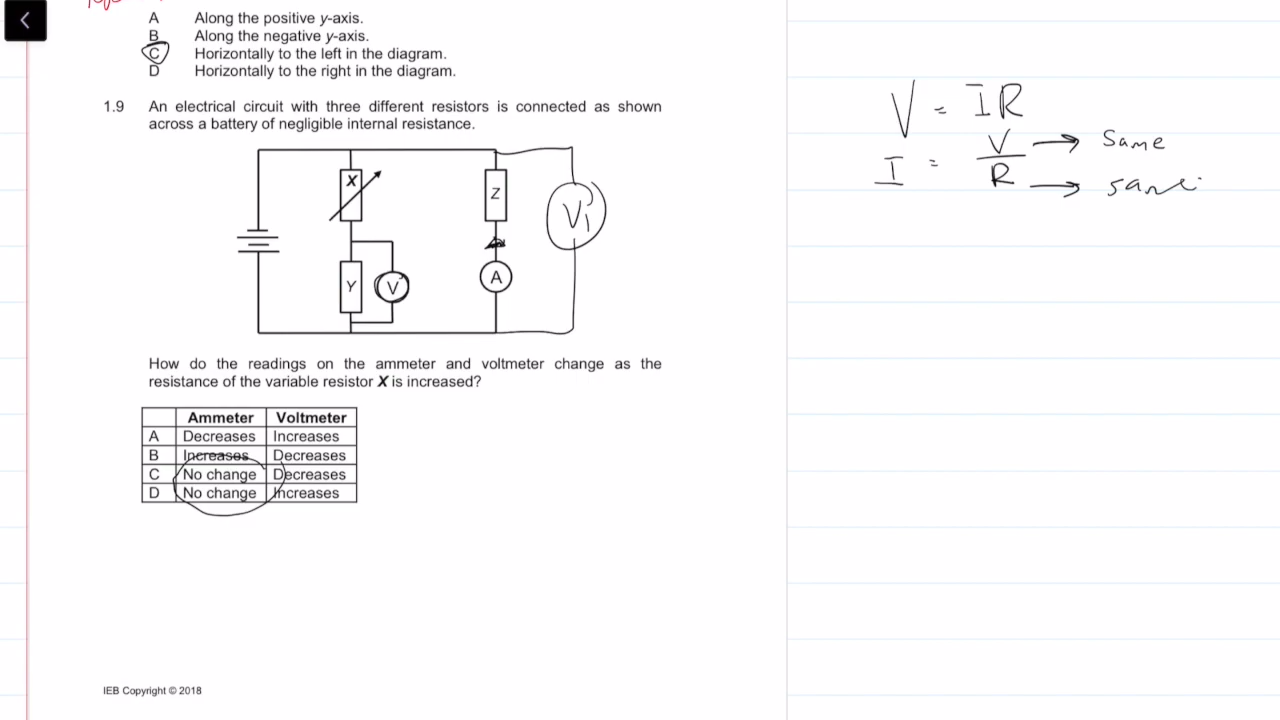 A Along the positive y-axis.
B Along the negative y-axis.
C Horizontally to the left in the diagram.
D Horizontally to the right in the diagram.
1.9 An electrical circuit with three different resistors is connected as shown
across a battery of negligible internal resistance.
X
Z
V1
Y
V
A
How do the readings on the ammeter and voltmeter change as the
resistance of the variable resistor X is increased?
Ammeter Voltmeter
A Decreases Increases
B Increases Decreases
C No change Decreases
D No change Increases
IEB Copyright © 2018
V = IR
I = V/R
Same
same